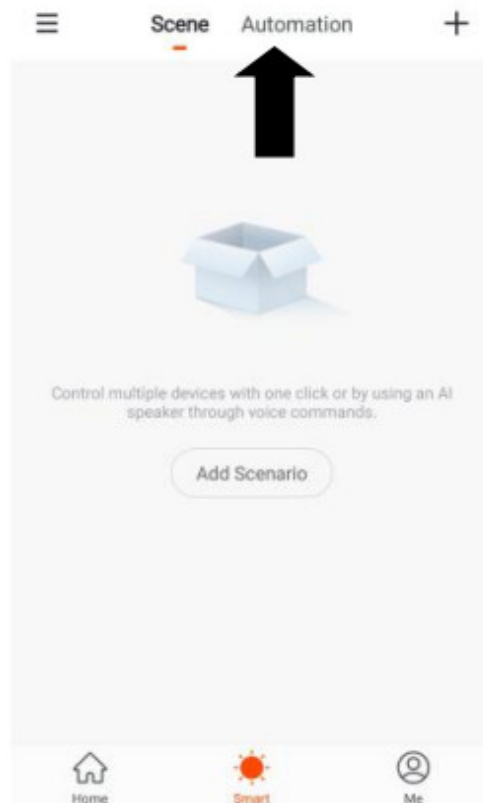 Scene Automation
Control multiple devices with one click or by using an AI
speaker through voice commands.
Add Scenario
Home Smart Me